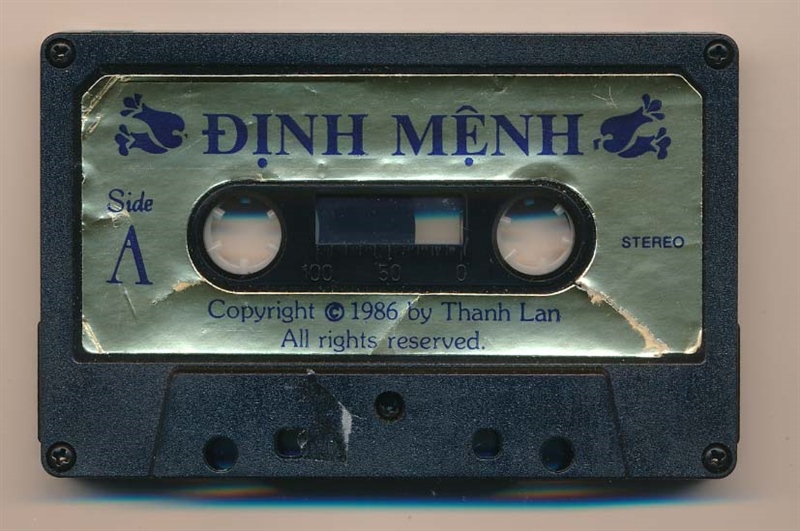 ĐỊNH MỆNH
Side
A
STEREO
100 50 0
Copyright © 1986 by Thanh Lan
All rights reserved.